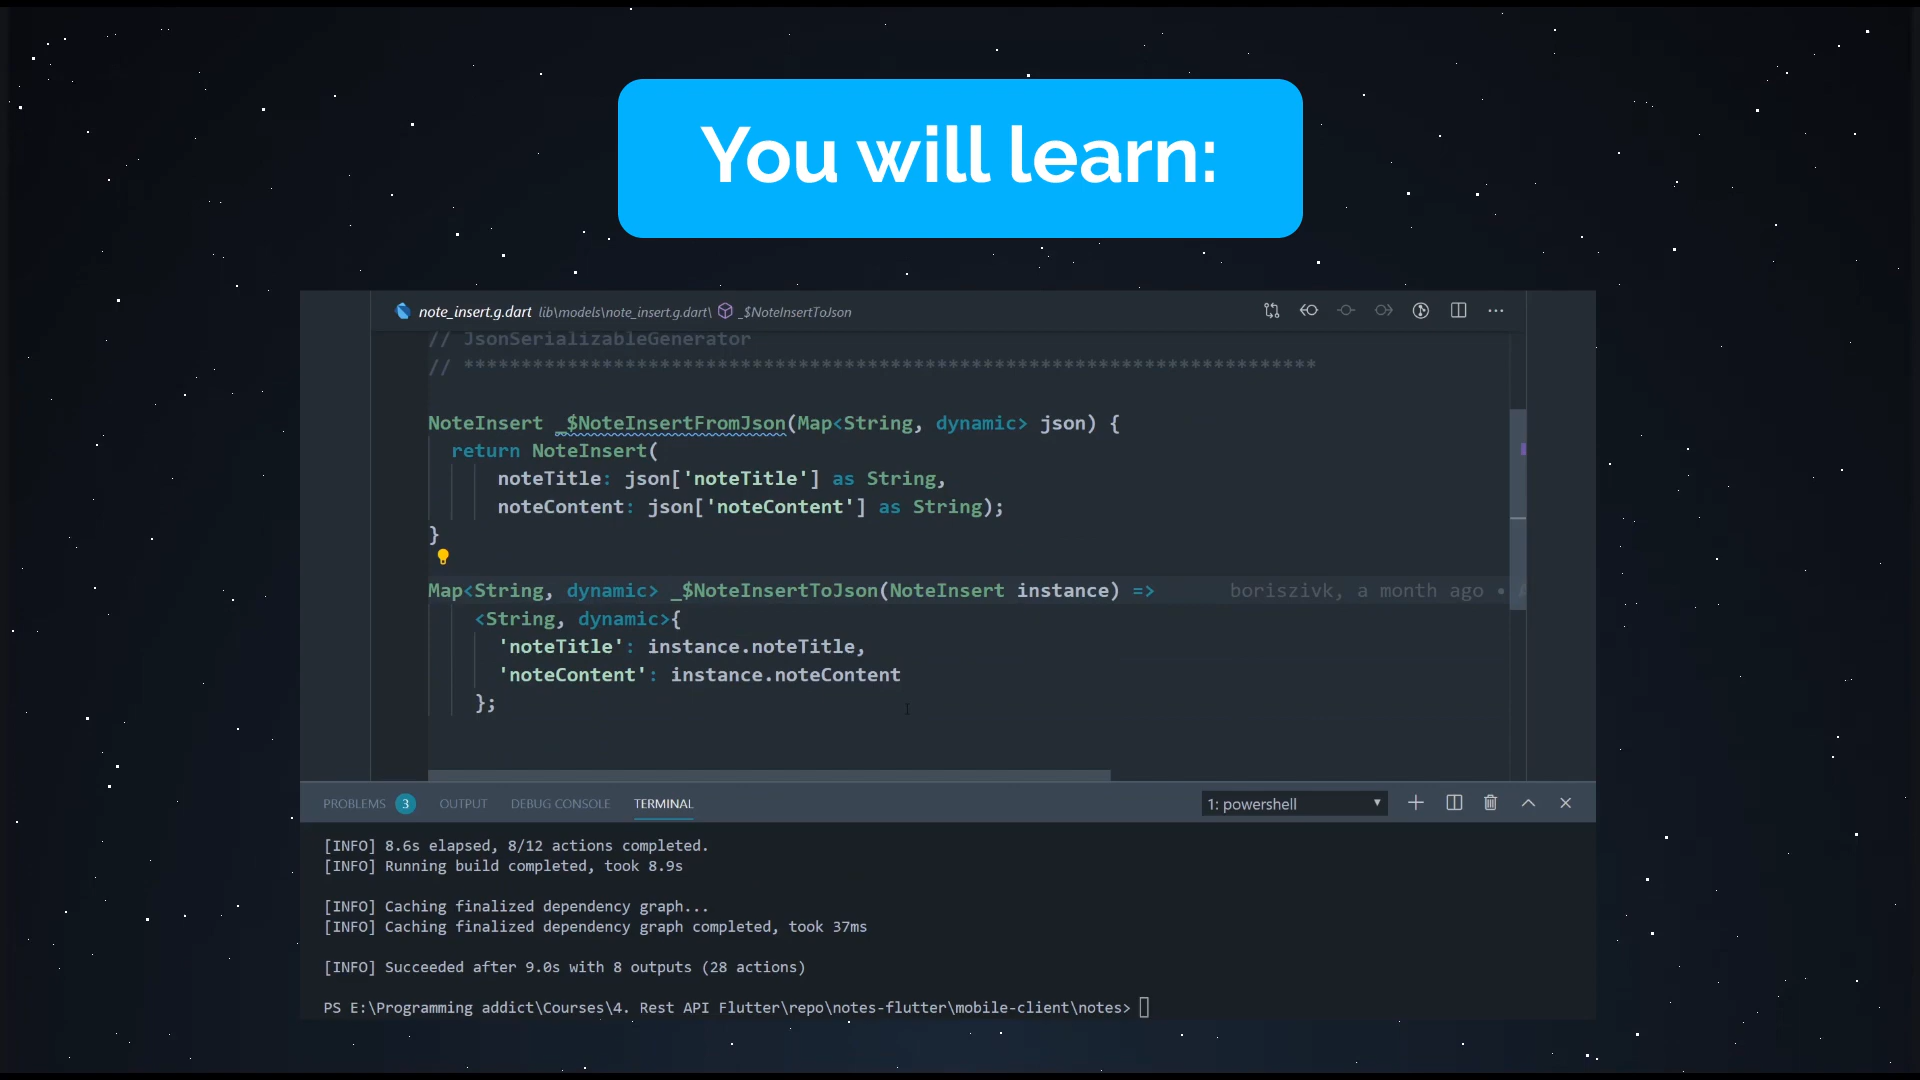 You will learn:
note_insert.g.dart lib\models\note_insert.g.dart\ _$NoteInsertToJson
// JsonSerializableGenerator
// **************************************************************************
NoteInsert _$NoteInsertFromJson(Map<String, dynamic> json) {
return NoteInsert(
noteTitle: json['noteTitle'] as String,
noteContent: json['noteContent'] as String);
}
Map<String, dynamic> _$NoteInsertToJson(NoteInsert instance) => boriszivk, a month ago •
<String, dynamic>{
'noteTitle': instance.noteTitle,
'noteContent': instance.noteContent
};
PROBLEMS 3 OUTPUT DEBUG CONSOLE TERMINAL 1: powershell
[INFO] 8.6s elapsed, 8/12 actions completed.
[INFO] Running build completed, took 8.9s
[INFO] Caching finalized dependency graph...
[INFO] Caching finalized dependency graph completed, took 37ms
[INFO] Succeeded after 9.0s with 8 outputs (28 actions)
PS E:\Programming addict\Courses\4. Rest API Flutter\repo\notes-flutter\mobile-client\notes>